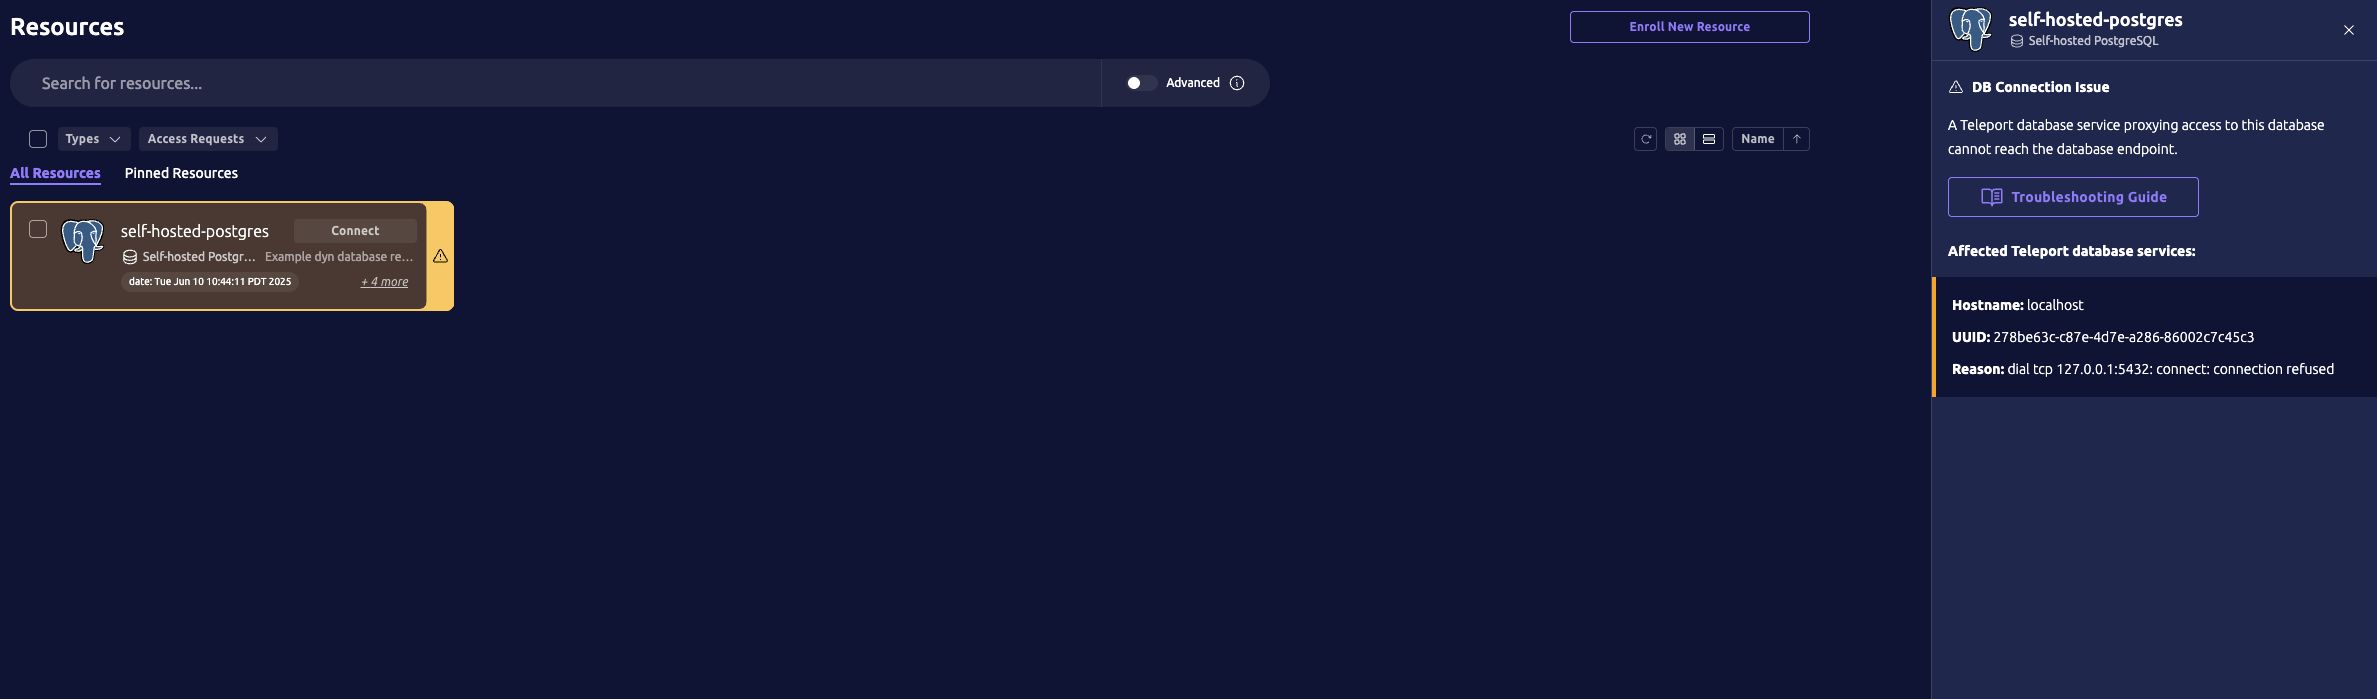 Resources
Enroll New Resource
Search for resources...
Advanced
Types
Access Requests
Name
All Resources
Pinned Resources
self-hosted-postgres
Connect
Self-hosted Postgr...
Example dyn database re...
date: Tue Jun 10 10:44:11 PDT 2025
+ 4 more
self-hosted-postgres
Self-hosted PostgreSQL
DB Connection Issue
A Teleport database service proxying access to this database
cannot reach the database endpoint.
Troubleshooting Guide
Affected Teleport database services:
Hostname: localhost
UUID: 278be63c-c87e-4d7e-a286-86002c7c45c3
Reason: dial tcp 127.0.0.1:5432: connect: connection refused